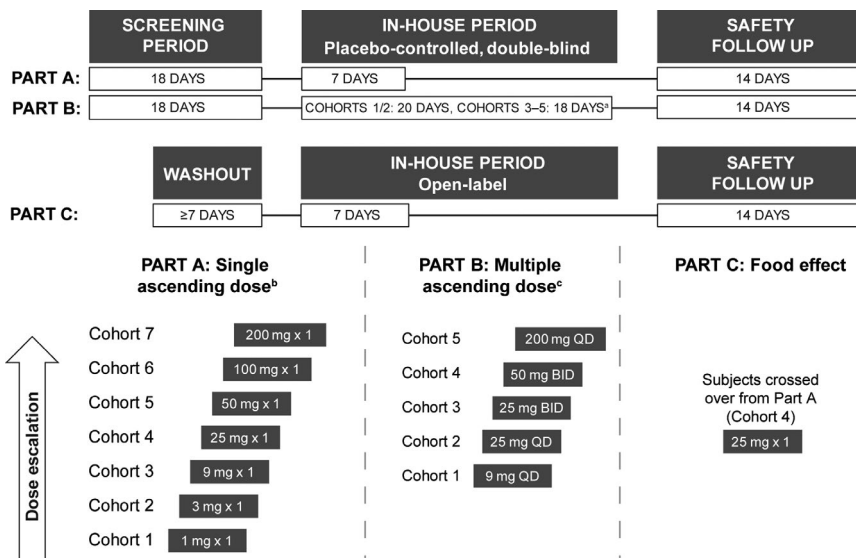 SCREENING PERIOD
IN-HOUSE PERIOD
Placebo-controlled, double-blind
SAFETY FOLLOW UP
PART A:
18 DAYS
7 DAYS
14 DAYS
PART B:
18 DAYS
COHORTS 1/2: 20 DAYS, COHORTS 3–5: 18 DAYSᵃ
14 DAYS
WASHOUT
IN-HOUSE PERIOD
Open-label
SAFETY FOLLOW UP
PART C:
≥7 DAYS
7 DAYS
14 DAYS
PART A: Single
ascending doseᵇ
Dose escalation
Cohort 7
200 mg x 1
Cohort 6
100 mg x 1
Cohort 5
50 mg x 1
Cohort 4
25 mg x 1
Cohort 3
9 mg x 1
Cohort 2
3 mg x 1
Cohort 1
1 mg x 1
PART B: Multiple
ascending doseᶜ
Cohort 5
200 mg QD
Cohort 4
50 mg BID
Cohort 3
25 mg BID
Cohort 2
25 mg QD
Cohort 1
9 mg QD
PART C: Food effect
Subjects crossed
over from Part A
(Cohort 4)
25 mg x 1